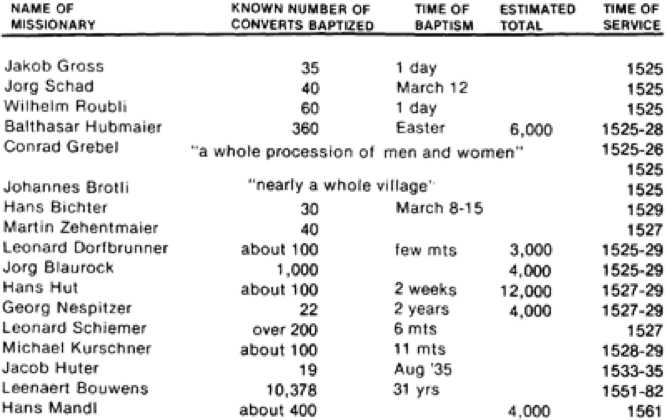 NAME OF MISSIONARY KNOWN NUMBER OF CONVERTS BAPTIZED TIME OF BAPTISM ESTIMATED TOTAL TIME OF SERVICE
Jakob Gross 35 1 day 1525
Jorg Schad 40 March 12 1525
Wilhelm Roubli 60 1 day 1525
Balthasar Hubmaier 360 Easter 6,000 1525-28
Conrad Grebel "a whole procession of men and women" 1525-26
1525
Johannes Brotli "nearly a whole village" 1525
Hans Bichter 30 March 8-15 1529
Martin Zehentmaier 40 1527
Leonard Dorfbrunner about 100 few mts 3,000 1525-29
Jorg Blaurock 1,000 4,000 1525-29
Hans Hut about 100 2 weeks 12,000 1527-29
Georg Nespitzer 22 2 years 4,000 1527-29
Leonard Schiemer over 200 6 mts 1527
Michael Kurschner about 100 11 mts 1528-29
Jacob Huter 19 Aug '35 1533-35
Leenaert Bouwens 10,378 31 yrs 1551-82
Hans Mandl about 400 4,000 1561